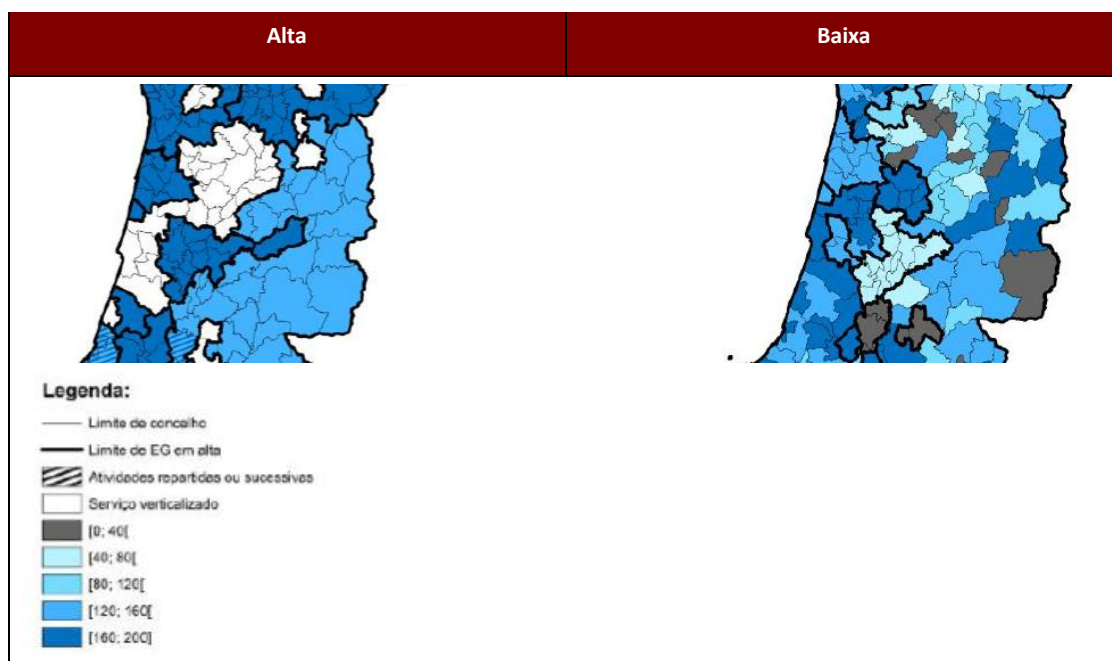 Alta
Baixa
Legenda:
Limite de concelho
Limite de EG em alta
Atividades repartidas ou sucessivas
Serviço verticalizado
[0; 40[
[40; 80[
[80; 120[
[120; 160[
[160; 200]